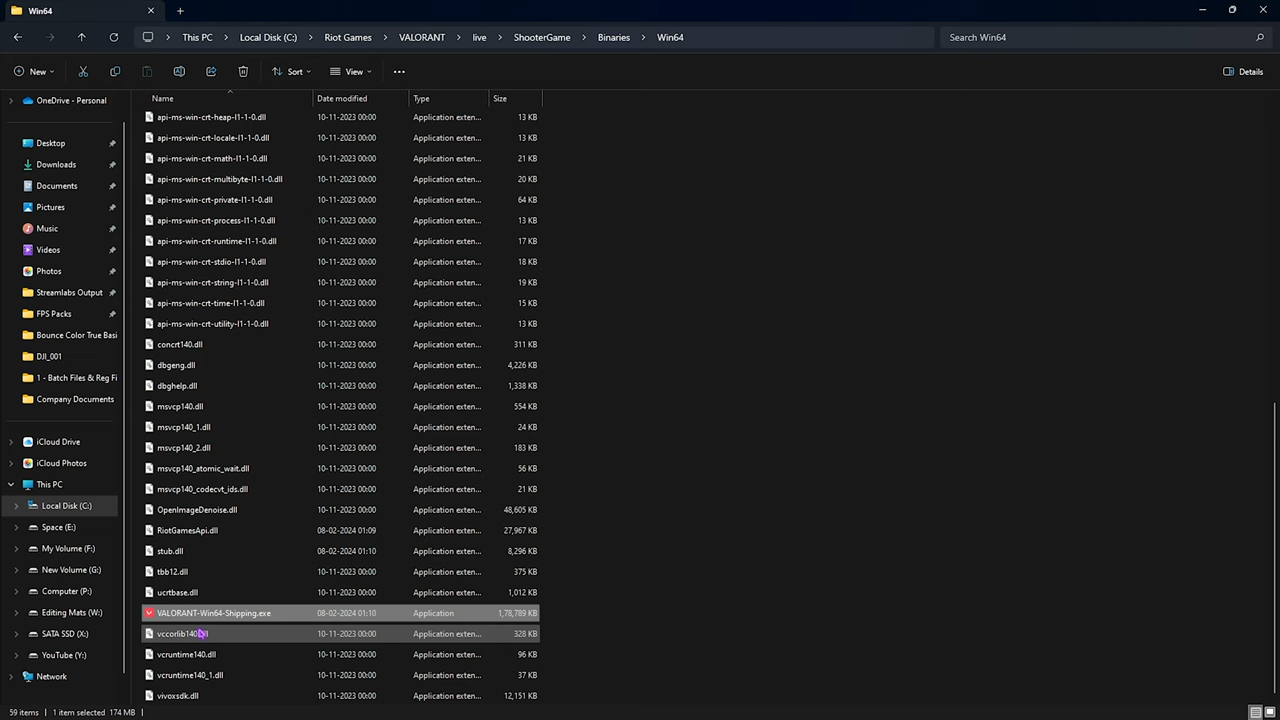 Win64
This PC > Local Disk (C:) > Riot Games > VALORANT > live > ShooterGame > Binaries > Win64
Search Win64
New
Sort
View
Details
OneDrive - Personal
Desktop
Downloads
Documents
Pictures
Music
Videos
Photos
Streamlabs Output
FPS Packs
Bounce Color True Basi
DJI_001
1 - Batch Files & Reg Fi
Company Documents
iCloud Drive
iCloud Photos
This PC
Local Disk (C:)
Space (E:)
My Volume (F:)
New Volume (G:)
Computer (P:)
Editing Mats (W:)
SATA SSD (X:)
YouTube (Y:)
Network
Name Date modified Type Size
api-ms-win-crt-heap-l1-1-0.dll 10-11-2023 00:00 Application exten... 13 KB
api-ms-win-crt-locale-l1-1-0.dll 10-11-2023 00:00 Application exten... 13 KB
api-ms-win-crt-math-l1-1-0.dll 10-11-2023 00:00 Application exten... 21 KB
api-ms-win-crt-multibyte-l1-1-0.dll 10-11-2023 00:00 Application exten... 20 KB
api-ms-win-crt-private-l1-1-0.dll 10-11-2023 00:00 Application exten... 64 KB
api-ms-win-crt-process-l1-1-0.dll 10-11-2023 00:00 Application exten... 13 KB
api-ms-win-crt-runtime-l1-1-0.dll 10-11-2023 00:00 Application exten... 17 KB
api-ms-win-crt-stdio-l1-1-0.dll 10-11-2023 00:00 Application exten... 18 KB
api-ms-win-crt-string-l1-1-0.dll 10-11-2023 00:00 Application exten... 19 KB
api-ms-win-crt-time-l1-1-0.dll 10-11-2023 00:00 Application exten... 15 KB
api-ms-win-crt-utility-l1-1-0.dll 10-11-2023 00:00 Application exten... 13 KB
concrt140.dll 10-11-2023 00:00 Application exten... 311 KB
dbgeng.dll 10-11-2023 00:00 Application exten... 4,226 KB
dbghelp.dll 10-11-2023 00:00 Application exten... 1,338 KB
msvcp140.dll 10-11-2023 00:00 Application exten... 554 KB
msvcp140_1.dll 10-11-2023 00:00 Application exten... 24 KB
msvcp140_2.dll 10-11-2023 00:00 Application exten... 183 KB
msvcp140_atomic_wait.dll 10-11-2023 00:00 Application exten... 56 KB
msvcp140_codecvt_ids.dll 10-11-2023 00:00 Application exten... 21 KB
OpenImageDenoise.dll 10-11-2023 00:00 Application exten... 48,605 KB
RiotGamesApi.dll 08-02-2024 01:09 Application exten... 27,967 KB
stub.dll 08-02-2024 01:10 Application exten... 8,296 KB
tbb12.dll 10-11-2023 00:00 Application exten... 375 KB
ucrtbase.dll 10-11-2023 00:00 Application exten... 1,012 KB
VALORANT-Win64-Shipping.exe 08-02-2024 01:10 Application 1,78,789 KB
vccorlib140.dll 10-11-2023 00:00 Application exten... 328 KB
vcruntime140.dll 10-11-2023 00:00 Application exten... 96 KB
vcruntime140_1.dll 10-11-2023 00:00 Application exten... 37 KB
vivoxsdk.dll 10-11-2023 00:00 Application exten... 12,151 KB
59 items 1 item selected 174 MB